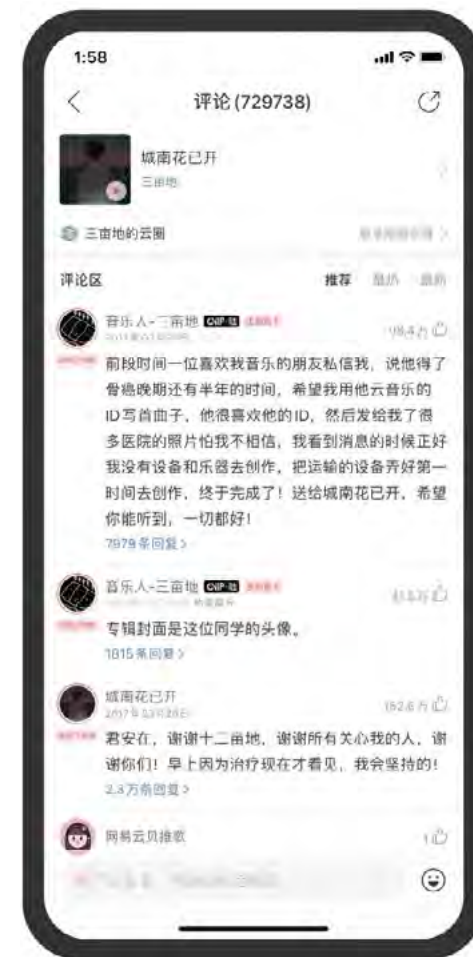 1:58
评论(729738)
城南花已开
三亩地
三亩地的云圈
评论区
推荐
最热
最新
音乐人-三亩地
前段时间一位喜欢我音乐的朋友私信我，说他得了
骨癌晚期还有半年的时间，希望我用他云音乐的
ID写首曲子，他很喜欢他的ID，然后发给我了很
多医院的照片怕我不相信，我看到消息的时候正好
我没有设备和乐器去创作，把运输的设备弄好第一
时间去创作，终于完成了！送给城南花已开，希望
你能听到，一切都好！
7979条回复>
音乐人-三亩地
专辑封面是这位同学的头像。
1815条回复>
城南花已开
182.6万
君安在，谢谢十二亩地，谢谢所有关心我的人，谢
谢你们！早上因为治疗现在才看见，我会坚持的！
2.3万条回复>
网易云贝推歌
1